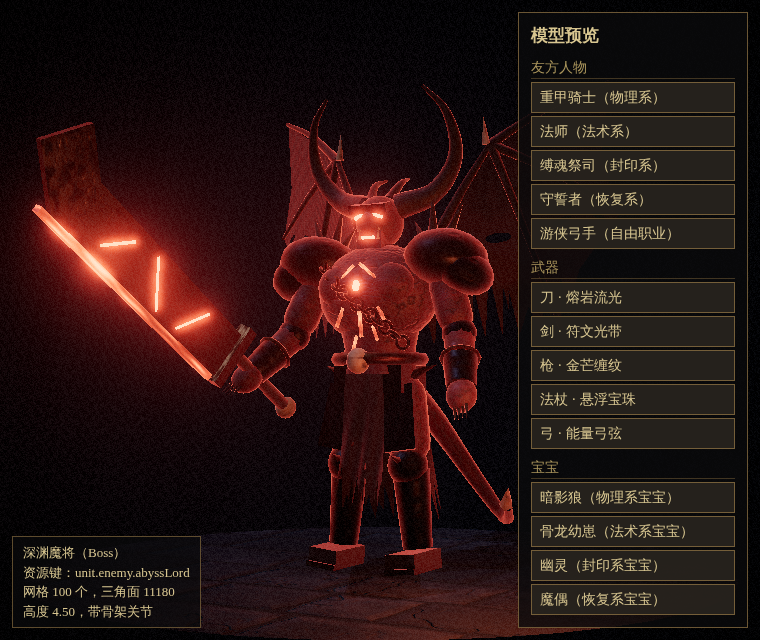 模型预览
友方人物
重甲骑士（物理系）
法师（法术系）
缚魂祭司（封印系）
守誓者（恢复系）
游侠弓手（自由职业）
武器
刀 · 熔岩流光
剑 · 符文光带
枪 · 金芒缠纹
法杖 · 悬浮宝珠
弓 · 能量弓弦
宝宝
暗影狼（物理系宝宝）
骨龙幼崽（法术系宝宝）
幽灵（封印系宝宝）
魔偶（恢复系宝宝）
深渊魔将（Boss）
资源键：unit.enemy.abyssLord
网格 100 个，三角面 11180
高度 4.50，带骨架关节